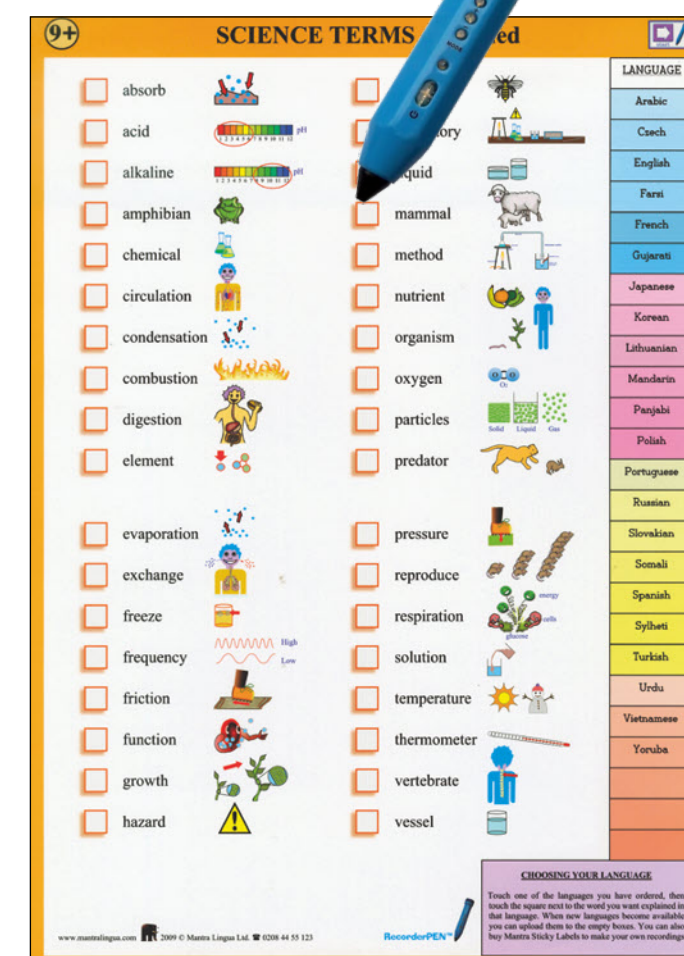 9+
SCIENCE TERMS
absorb
acid
1 2 3 4 5 6 7 8 9 10 11 12 pH
alkaline
1 2 3 4 5 6 7 8 9 10 11 12 pH
amphibian
chemical
circulation
condensation
combustion
digestion
element
evaporation
exchange
freeze
frequency
High
Low
friction
function
growth
hazard
MODE
mammal
method
nutrient
organism
oxygen
O₂
particles
Solid Liquid Gas
predator
pressure
reproduce
respiration
energy
cells
glucose
solution
temperature
thermometer
vertebrate
vessel
LANGUAGE
Arabic
Czech
English
Farsi
French
Gujarati
Japanese
Korean
Lithuanian
Mandarin
Panjabi
Polish
Portuguese
Russian
Slovakian
Somali
Spanish
Sylheti
Turkish
Urdu
Vietnamese
Yoruba
CHOOSING YOUR LANGUAGE
Touch one of the languages you have ordered, then
touch the square next to the word you want explained in
that language. When new languages become available
you can upload them to the empty boxes. You can also
buy Mantra Sticky Labels to make your own recordings
www.mantralingua.com 2009 © Mantra Lingua Ltd. ☎ 0208 44 55 123
RecorderPEN™